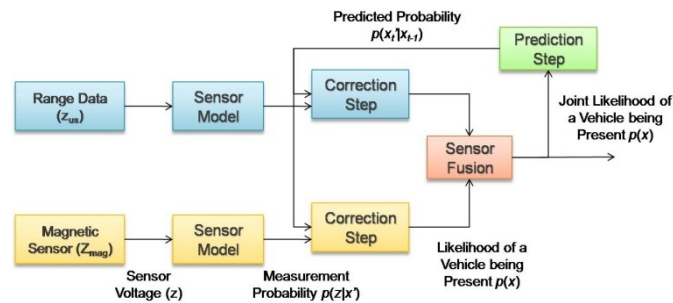 Predicted Probability
p(xₜ'|xₜ₋₁)
Prediction
Step
Range Data
(zᵤₛ)
Sensor
Model
Correction
Step
Joint Likelihood of
a Vehicle being
Present p(x)
Sensor
Fusion
Magnetic
Sensor (Zmag)
Sensor
Model
Correction
Step
Sensor
Voltage (z)
Measurement
Probability p(z|x')
Likelihood of a
Vehicle being
Present p(x)